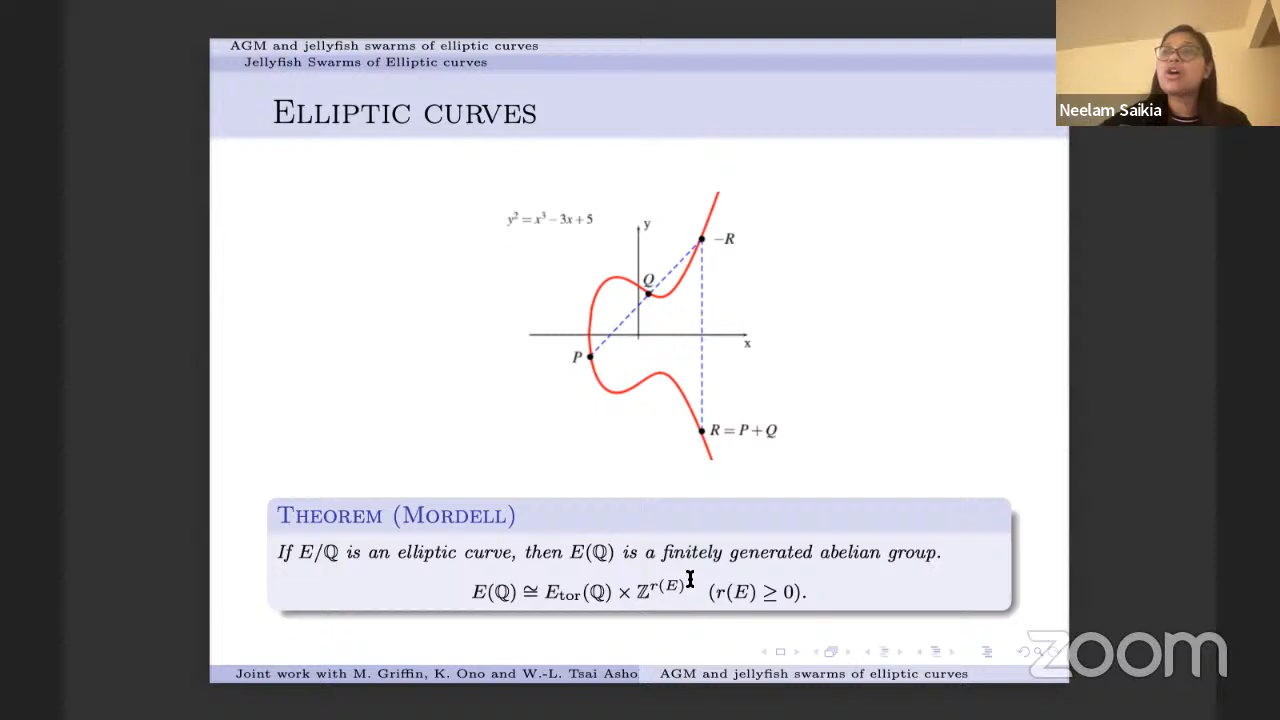 AGM and jellyfish swarms of elliptic curves
Jellyfish Swarms of Elliptic curves
Elliptic curves
Neelam Saikia
y² = x³ − 3x + 5
y
−R
Q
x
P
R = P + Q
Theorem (Mordell)
If E/ℚ is an elliptic curve, then E(ℚ) is a finitely generated abelian group.
E(ℚ) ≅ E_tor(ℚ) × ℤ^r(E) (r(E) ≥ 0).
zoom
Joint work with M. Griffin, K. Ono and W.-L. Tsai Asho
AGM and jellyfish swarms of elliptic curves